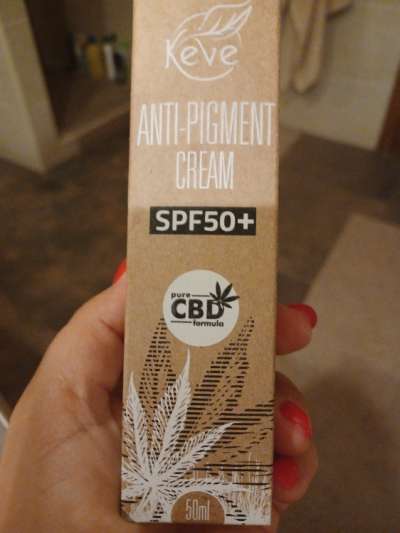 Keve
ANTI-PIGMENT
CREAM
SPF50+
pure
CBD
formula
50ml